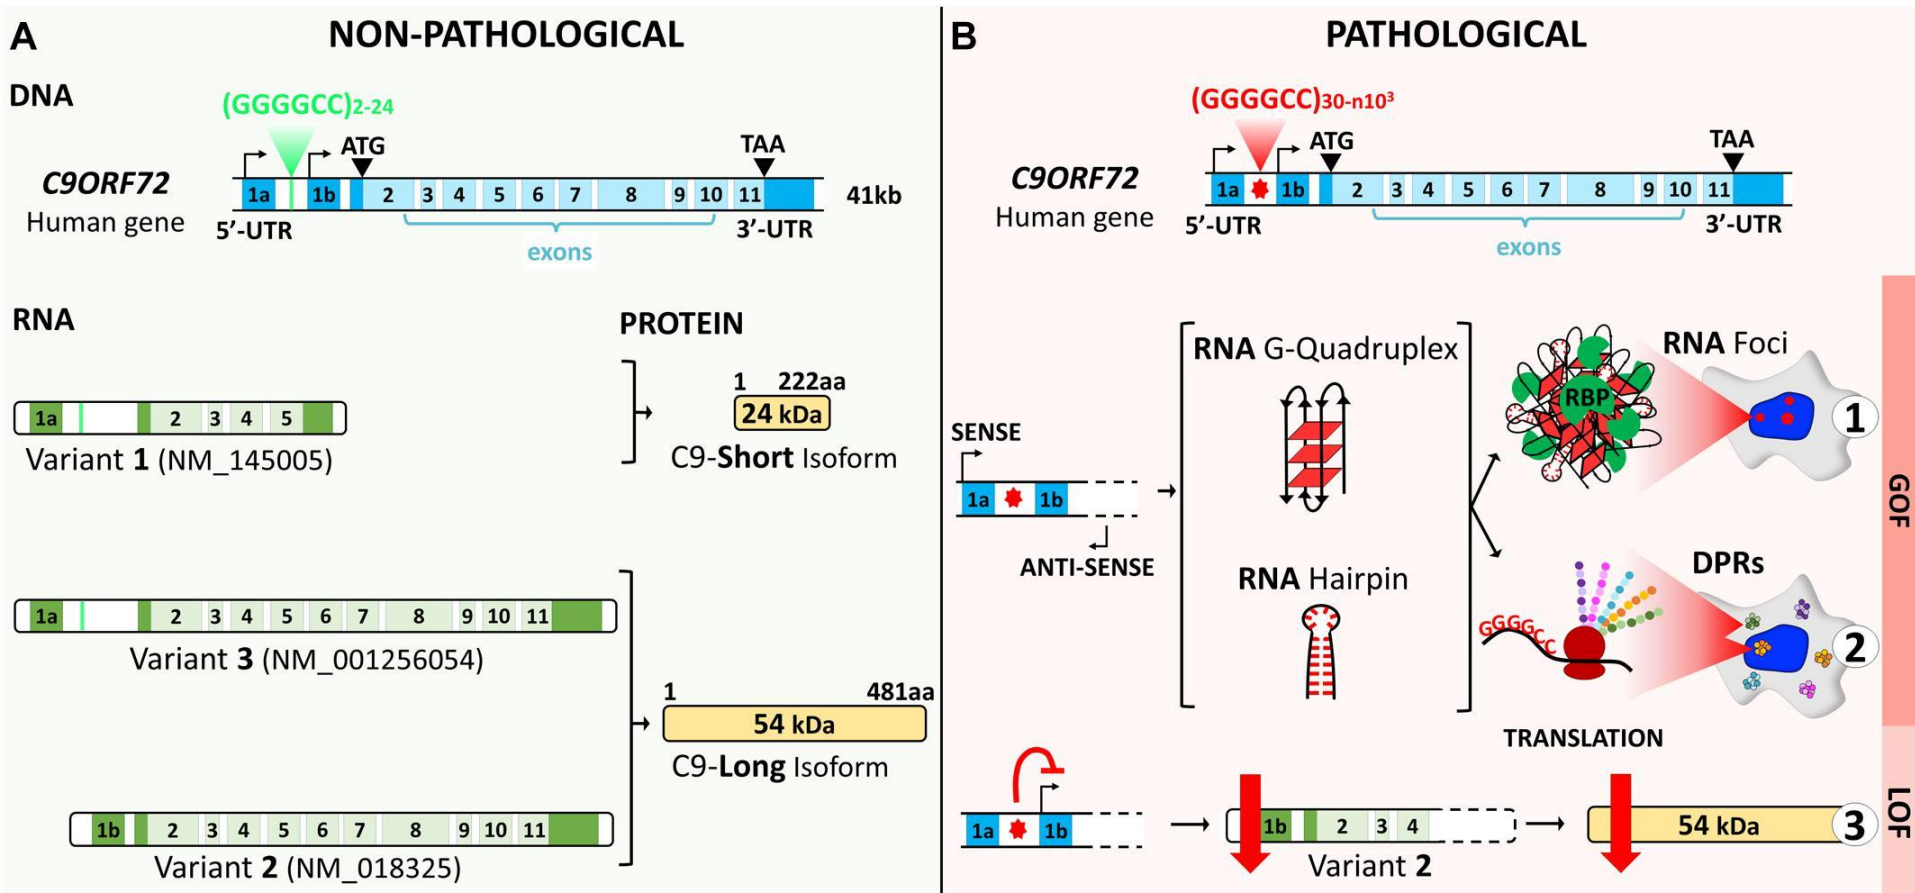 A
NON-PATHOLOGICAL
DNA
(GGGGCC)2-24
ATG
TAA
C9ORF72
Human gene
1a 1b 2 3 4 5 6 7 8 9 10 11
41kb
5’-UTR
3’-UTR
exons
RNA
PROTEIN
1a 2 3 4 5
Variant 1 (NM_145005)
1 222aa
24 kDa
C9-Short Isoform
1a 2 3 4 5 6 7 8 9 10 11
Variant 3 (NM_001256054)
1 481aa
54 kDa
C9-Long Isoform
1b 2 3 4 5 6 7 8 9 10 11
Variant 2 (NM_018325)
B
PATHOLOGICAL
(GGGGCC)30-n10³
ATG
TAA
C9ORF72
Human gene
1a 1b 2 3 4 5 6 7 8 9 10 11
5’-UTR
3’-UTR
exons
SENSE
1a 1b
ANTI-SENSE
RNA G-Quadruplex
RNA Hairpin
RBP
RNA Foci
1
GOF
DPRs
GGGGCC
2
TRANSLATION
1a 1b
1b 2 3 4
Variant 2
54 kDa
3
LOF